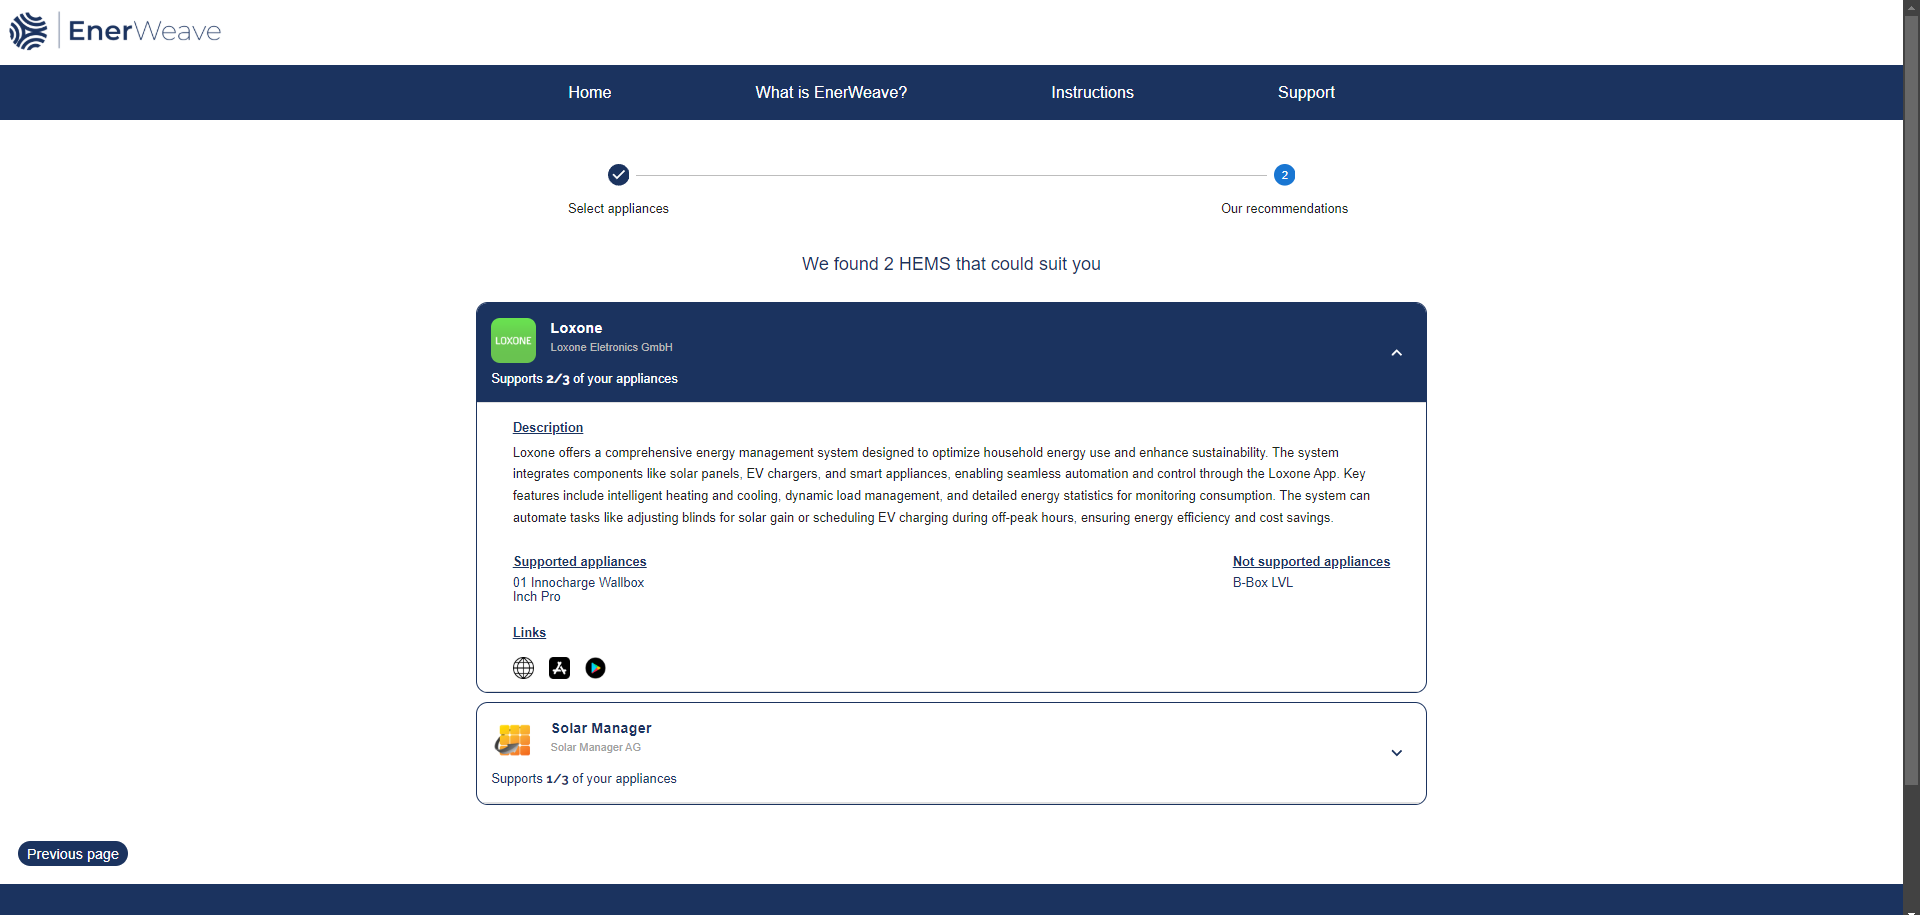 EnerWeave
Home What is EnerWeave? Instructions Support
2
Select appliances Our recommendations
We found 2 HEMS that could suit you
LOXONE
Loxone
Loxone Eletronics GmbH
Supports 2/3 of your appliances
Description
Loxone offers a comprehensive energy management system designed to optimize household energy use and enhance sustainability. The system
integrates components like solar panels, EV chargers, and smart appliances, enabling seamless automation and control through the Loxone App. Key
features include intelligent heating and cooling, dynamic load management, and detailed energy statistics for monitoring consumption. The system can
automate tasks like adjusting blinds for solar gain or scheduling EV charging during off-peak hours, ensuring energy efficiency and cost savings.
Supported appliances Not supported appliances
01 Innocharge Wallbox B-Box LVL
Inch Pro
Links
Solar Manager
Solar Manager AG
Supports 1/3 of your appliances
Previous page